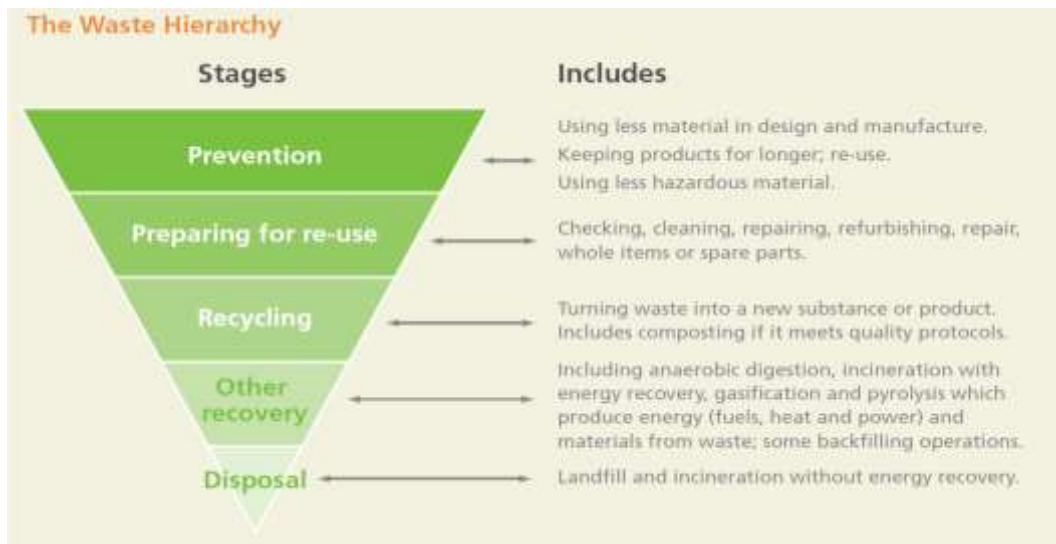 The Waste Hierarchy
Stages
Includes
Prevention
Using less material in design and manufacture.
Keeping products for longer; re-use.
Using less hazardous material.
Preparing for re-use
Checking, cleaning, repairing, refurbishing, repair,
whole items or spare parts.
Recycling
Turning waste into a new substance or product.
Includes composting if it meets quality protocols.
Other
recovery
Including anaerobic digestion, incineration with
energy recovery, gasification and pyrolysis which
produce energy (fuels, heat and power) and
materials from waste; some backfilling operations.
Disposal
Landfill and incineration without energy recovery.